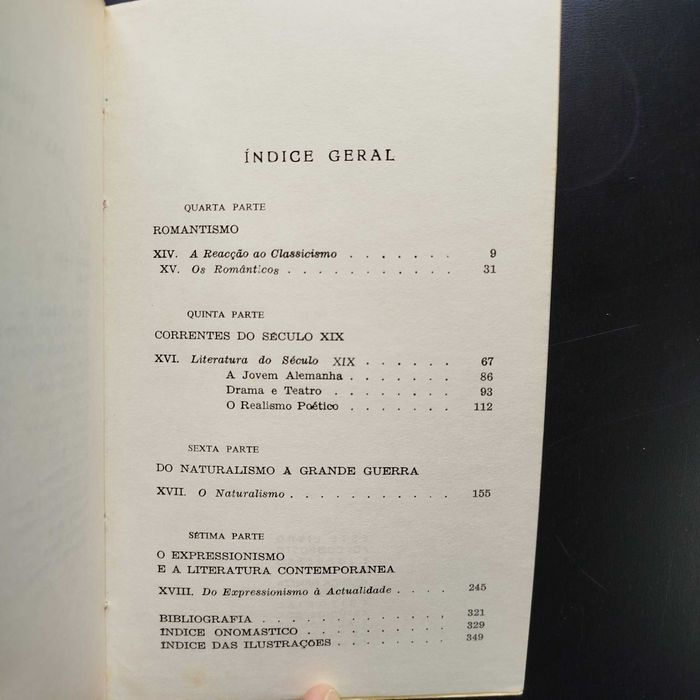 ÍNDICE GERAL
QUARTA PARTE
ROMANTISMO
XIV. A Reacção ao Classicismo . . . . . . . 9
XV. Os Românticos . . . . . . . . . . . 31
QUINTA PARTE
CORRENTES DO SÉCULO XIX
XVI. Literatura do Século XIX . . . . . . 67
A Jovem Alemanha . . . . . . . 86
Drama e Teatro . . . . . . . . 93
O Realismo Poético . . . . . . . 112
SEXTA PARTE
DO NATURALISMO A GRANDE GUERRA
XVII. O Naturalismo . . . . . . . . . . . 155
SÉTIMA PARTE
O EXPRESSIONISMO
E A LITERATURA CONTEMPORANEA
XVIII. Do Expressionismo à Actualidade . . . . 245
BIBLIOGRAFIA . . . . . . . . . . . . . 321
ÍNDICE ONOMASTICO . . . . . . . . . . 329
ÍNDICE DAS ILUSTRAÇÕES . . . . . . . . 349